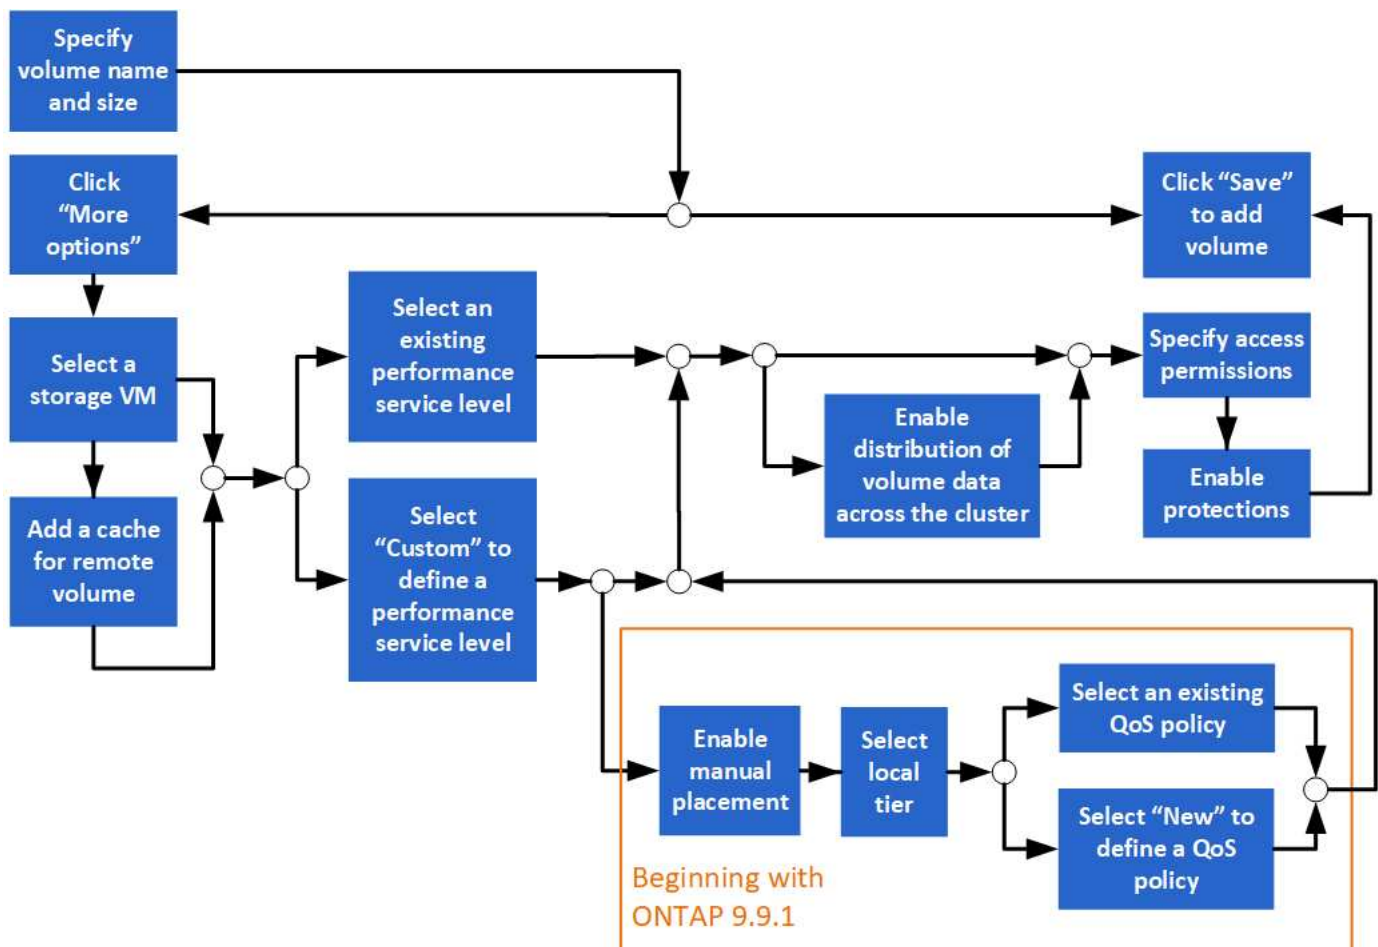 Specify
volume name
and size
Click
“More
options”
Click “Save”
to add
volume
Select a
storage VM
Select an
existing
performance
service level
Specify access
permissions
Enable
distribution of
volume data
across the cluster
Enable
protections
Add a cache
for remote
volume
Select
“Custom” to
define a
performance
service level
Enable
manual
placement
Select
local
tier
Select an existing
QoS policy
Select “New” to
define a QoS
policy
Beginning with
ONTAP 9.9.1